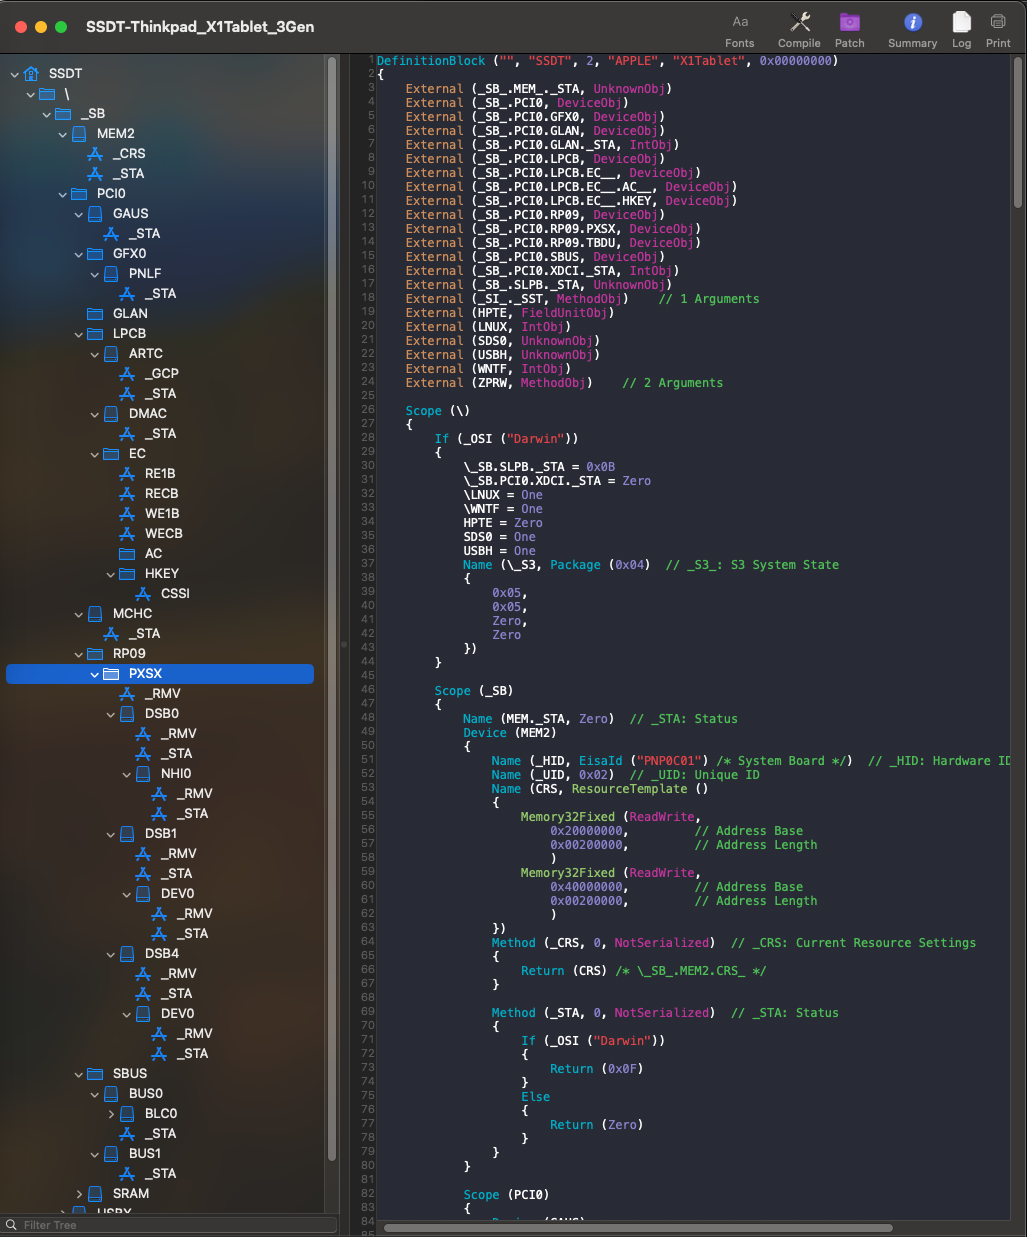 SSDT-Thinkpad_X1Tablet_3Gen
Aa
Fonts
Compile
Patch
Summary
Log
Print
SSDT
\
_SB
MEM2
_CRS
_STA
PCI0
GAUS
_STA
GFX0
PNLF
_STA
GLAN
LPCB
ARTC
_GCP
_STA
DMAC
_STA
EC
RE1B
RECB
WE1B
WECB
AC
HKEY
CSSI
MCHC
_STA
RP09
PXSX
_RMV
DSB0
_RMV
_STA
NHI0
_RMV
_STA
DSB1
_RMV
_STA
DEV0
_RMV
_STA
DSB4
_RMV
_STA
DEV0
_RMV
_STA
SBUS
BUS0
BLC0
_STA
BUS1
_STA
SRAM
Filter Tree
1 DefinitionBlock ("", "SSDT", 2, "APPLE", "X1Tablet", 0x00000000)
2 {
3 External (_SB_.MEM_._STA, UnknownObj)
4 External (_SB_.PCI0, DeviceObj)
5 External (_SB_.PCI0.GFX0, DeviceObj)
6 External (_SB_.PCI0.GLAN, DeviceObj)
7 External (_SB_.PCI0.GLAN._STA, IntObj)
8 External (_SB_.PCI0.LPCB, DeviceObj)
9 External (_SB_.PCI0.LPCB.EC__, DeviceObj)
10 External (_SB_.PCI0.LPCB.EC__.AC__, DeviceObj)
11 External (_SB_.PCI0.LPCB.EC__.HKEY, DeviceObj)
12 External (_SB_.PCI0.RP09, DeviceObj)
13 External (_SB_.PCI0.RP09.PXSX, DeviceObj)
14 External (_SB_.PCI0.RP09.TBDU, DeviceObj)
15 External (_SB_.PCI0.SBUS, DeviceObj)
16 External (_SB_.PCI0.XDCI._STA, IntObj)
17 External (_SB_.SLPB._STA, UnknownObj)
18 External (_SI_._SST, MethodObj) // 1 Arguments
19 External (HPTE, FieldUnitObj)
20 External (LNUX, IntObj)
21 External (SDS0, UnknownObj)
22 External (USBH, UnknownObj)
23 External (WNTF, IntObj)
24 External (ZPRW, MethodObj) // 2 Arguments
25
26 Scope (\)
27 {
28 If (_OSI ("Darwin"))
29 {
30 \_SB.SLPB._STA = 0x0B
31 \_SB.PCI0.XDCI._STA = Zero
32 \LNUX = One
33 \WNTF = One
34 HPTE = Zero
35 SDS0 = One
36 USBH = One
37 Name (\_S3, Package (0x04) // _S3_: S3 System State
38 {
39 0x05,
40 0x05,
41 Zero,
42 Zero
43 })
44 }
45
46 Scope (_SB)
47 {
48 Name (MEM._STA, Zero) // _STA: Status
49 Device (MEM2)
50 {
51 Name (_HID, EisaId ("PNP0C01") /* System Board */) // _HID: Hardware ID
52 Name (_UID, 0x02) // _UID: Unique ID
53 Name (CRS, ResourceTemplate ()
54 {
55 Memory32Fixed (ReadWrite,
56 0x20000000, // Address Base
57 0x00200000, // Address Length
58 )
59 Memory32Fixed (ReadWrite,
60 0x40000000, // Address Base
61 0x00200000, // Address Length
62 )
63 })
64 Method (_CRS, 0, NotSerialized) // _CRS: Current Resource Settings
65 {
66 Return (CRS) /* \_SB_.MEM2.CRS_ */
67 }
68
69 Method (_STA, 0, NotSerialized) // _STA: Status
70 {
71 If (_OSI ("Darwin"))
72 {
73 Return (0x0F)
74 }
75 Else
76 {
77 Return (Zero)
78 }
79 }
80 }
81
82 Scope (PCI0)
83 {
84
85